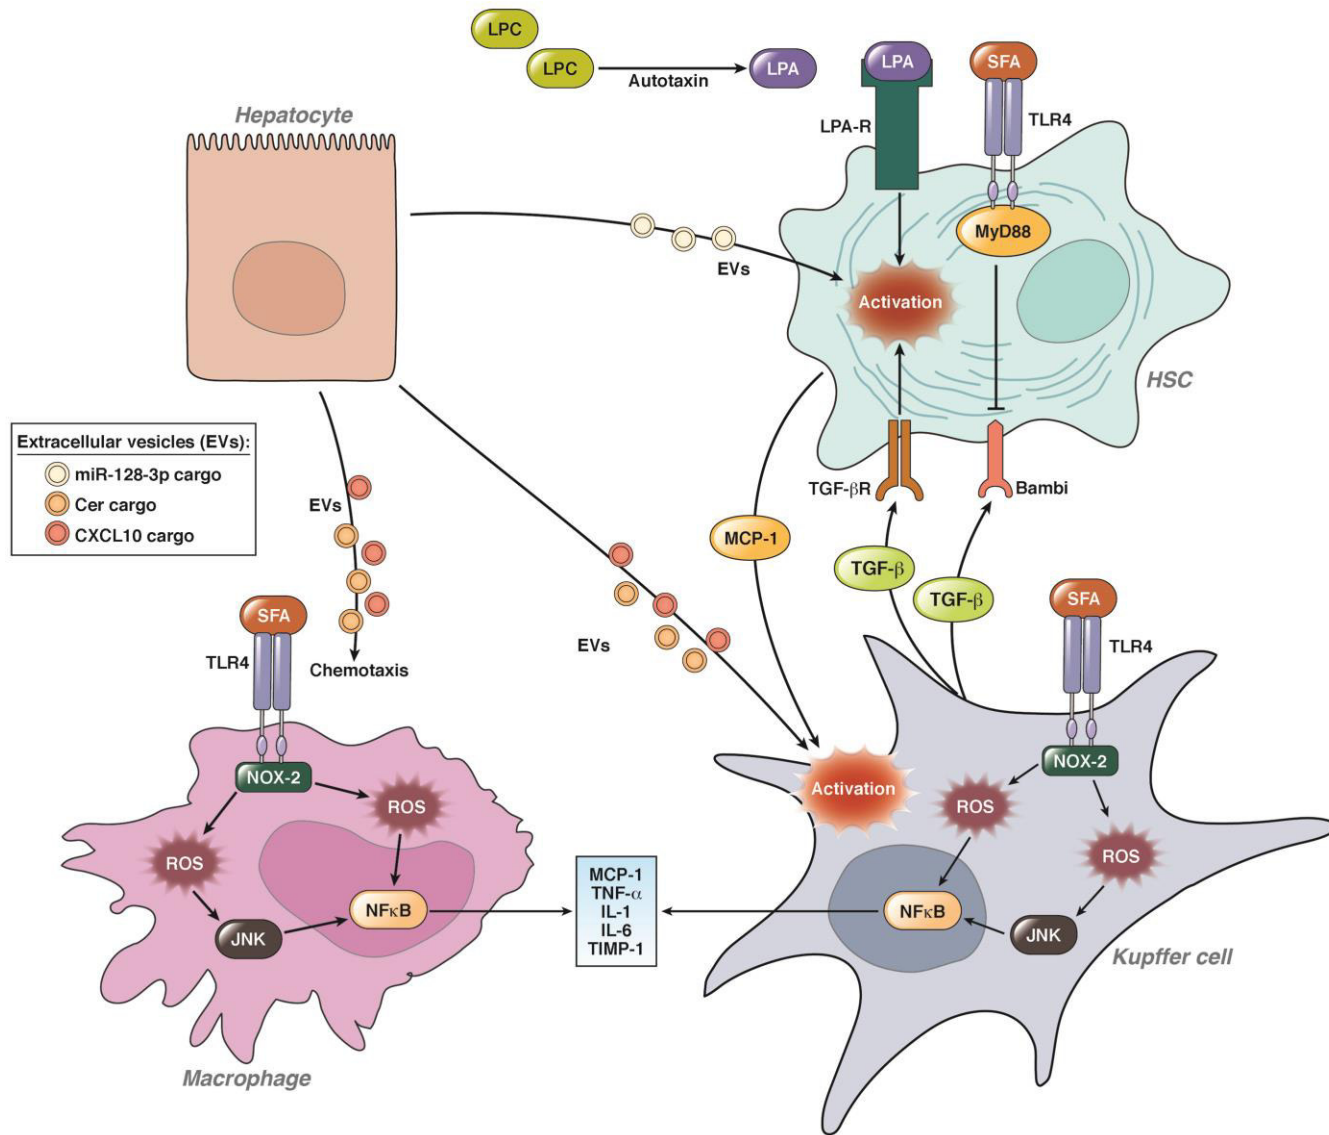 LPC
LPC
Autotaxin
LPA
LPA
SFA
LPA-R
TLR4
Hepatocyte
MyD88
EVs
Activation
HSC
Extracellular vesicles (EVs):
miR-128-3p cargo
Cer cargo
CXCL10 cargo
EVs
TGF-βR
Bambi
MCP-1
TGF-β
TGF-β
SFA
TLR4
Chemotaxis
EVs
SFA
TLR4
NOX-2
ROS
ROS
JNK
NFκB
Macrophage
MCP-1
TNF-α
IL-1
IL-6
TIMP-1
Activation
NOX-2
ROS
ROS
NFκB
JNK
Kupffer cell